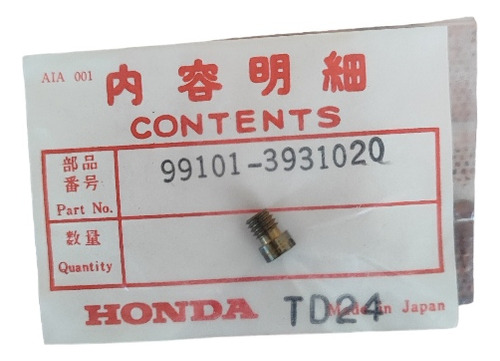 AIA 001
内容明細
CONTENTS
部品番号
Part No.
99101-3931020
数量
Quantity
HONDA TD24 Made in Japan